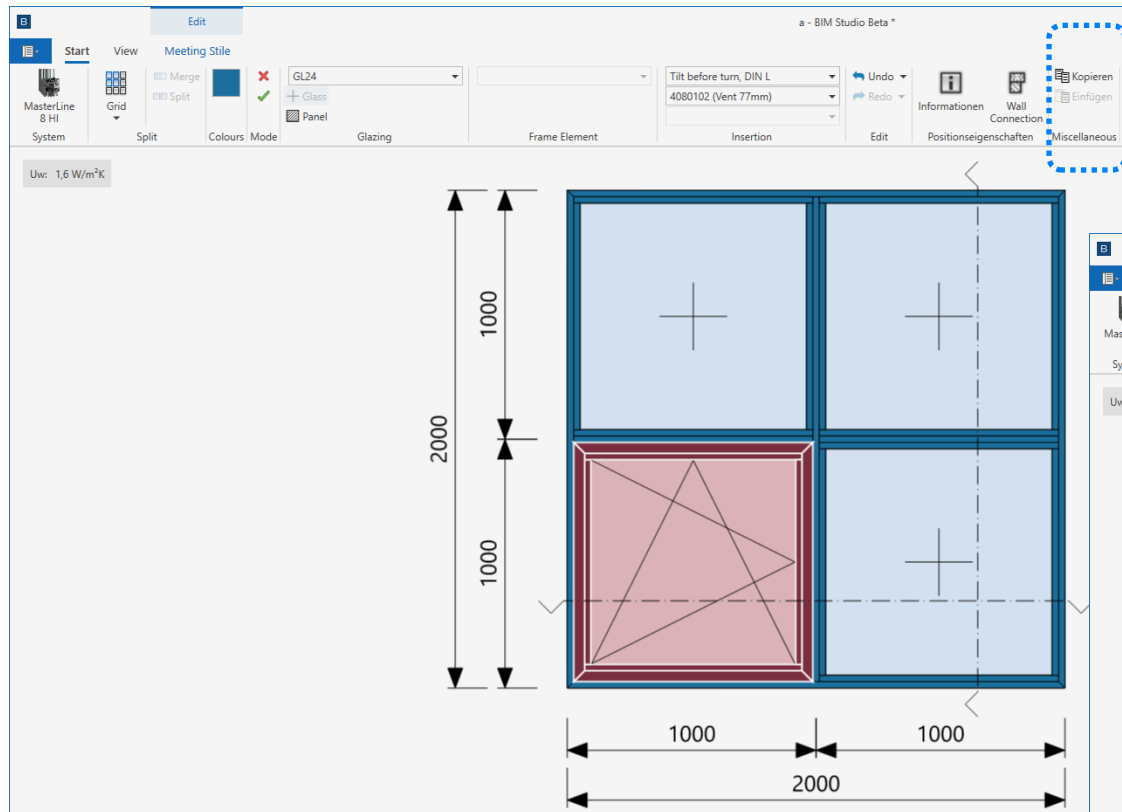 B
Edit
a - BIM Studio Beta *
Start View Meeting Stile
MasterLine
8 HI
System
Grid
Merge
Split
Split
Colours
Mode
GL24
Glass
Panel
Glazing
Frame Element
Tilt before turn, DIN L
4080102 (Vent 77mm)
Insertion
Undo
Redo
Edit
Informationen
Wall
Connection
Positionseigenschaften
Kopieren
Einfügen
Miscellaneous
Uw: 1,6 W/m²K
1000
2000
1000
1000 1000
2000
B
Mas
Sy
Uw